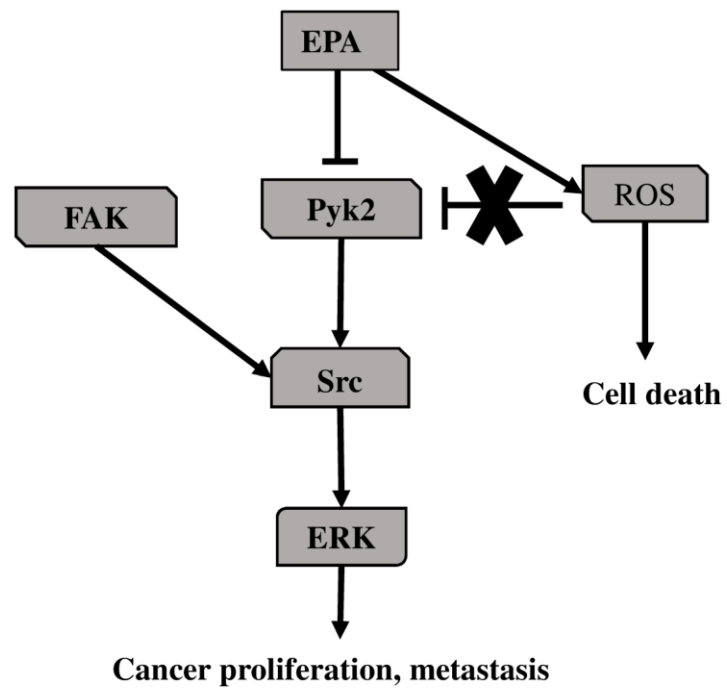 EPA
FAK
Pyk2
ROS
Src
Cell death
ERK
Cancer proliferation, metastasis